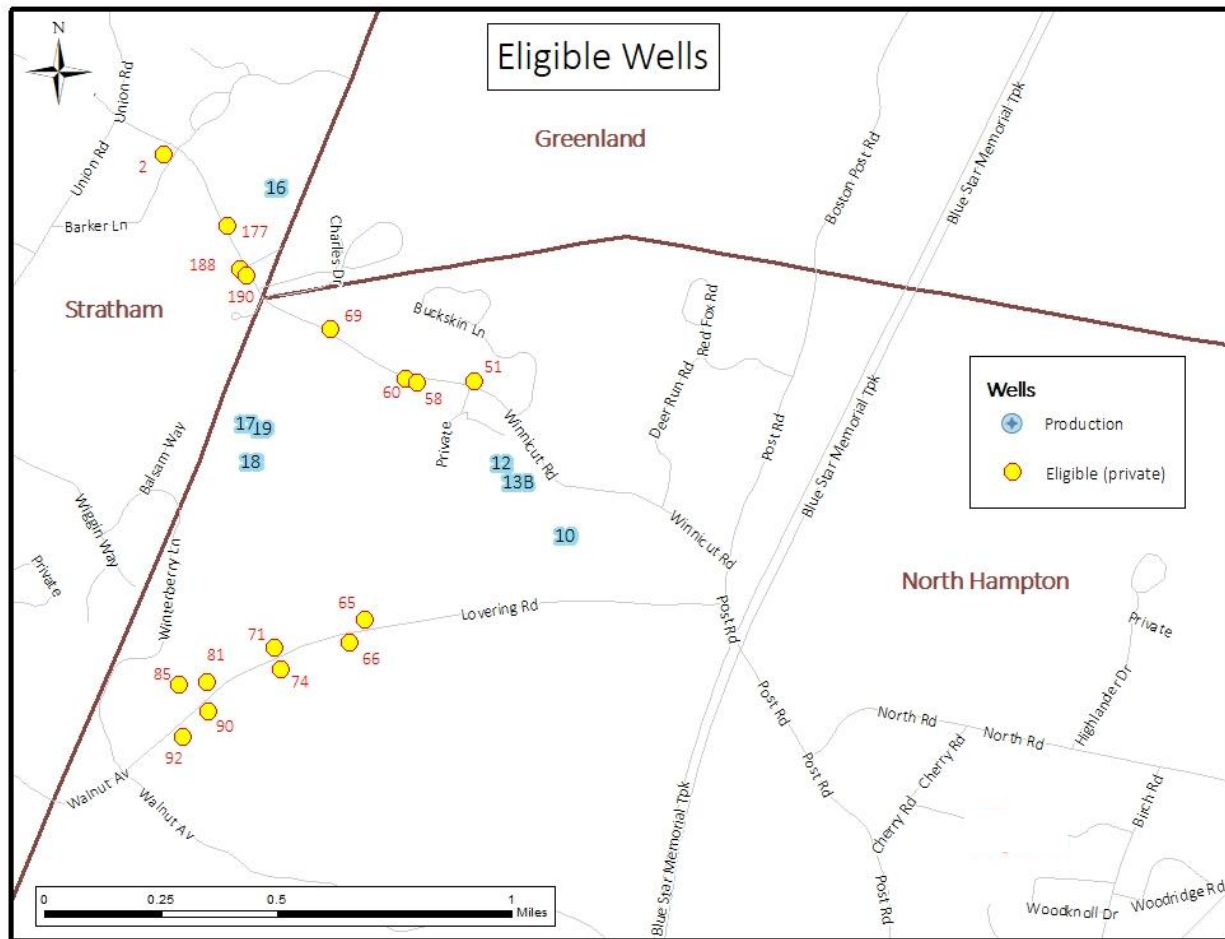 N
Eligible Wells
Union Rd
Union Rd
Greenland
Boston Post Rd
Blue Star Memorial Tpk
2
16
Barker Ln
177
Charles Dr
188
190
Stratham
69
Buckskin Ln
Red Fox Rd
51
60
58
Deer Run Rd
Wells
Production
Eligible (private)
17
19
18
Balsam Way
Private
Winnicut Rd
12
13B
10
Post Rd
Blue Star Memorial Tpk
Wiggin Way
Private
Winterberry Ln
Winnicut Rd
North Hampton
Lovering Rd
Post Rd
65
66
71
74
81
85
90
92
Private
Highlander Dr
Post Rd
North Rd
North Rd
Walnut Av
Walnut Av
Post Rd
Cherry Rd
Cherry Rd
Birch Rd
Blue Star Memorial Tpk
Post Rd
Woodknoll Dr
Woodridge Rd
0 0.25 0.5 1
Miles